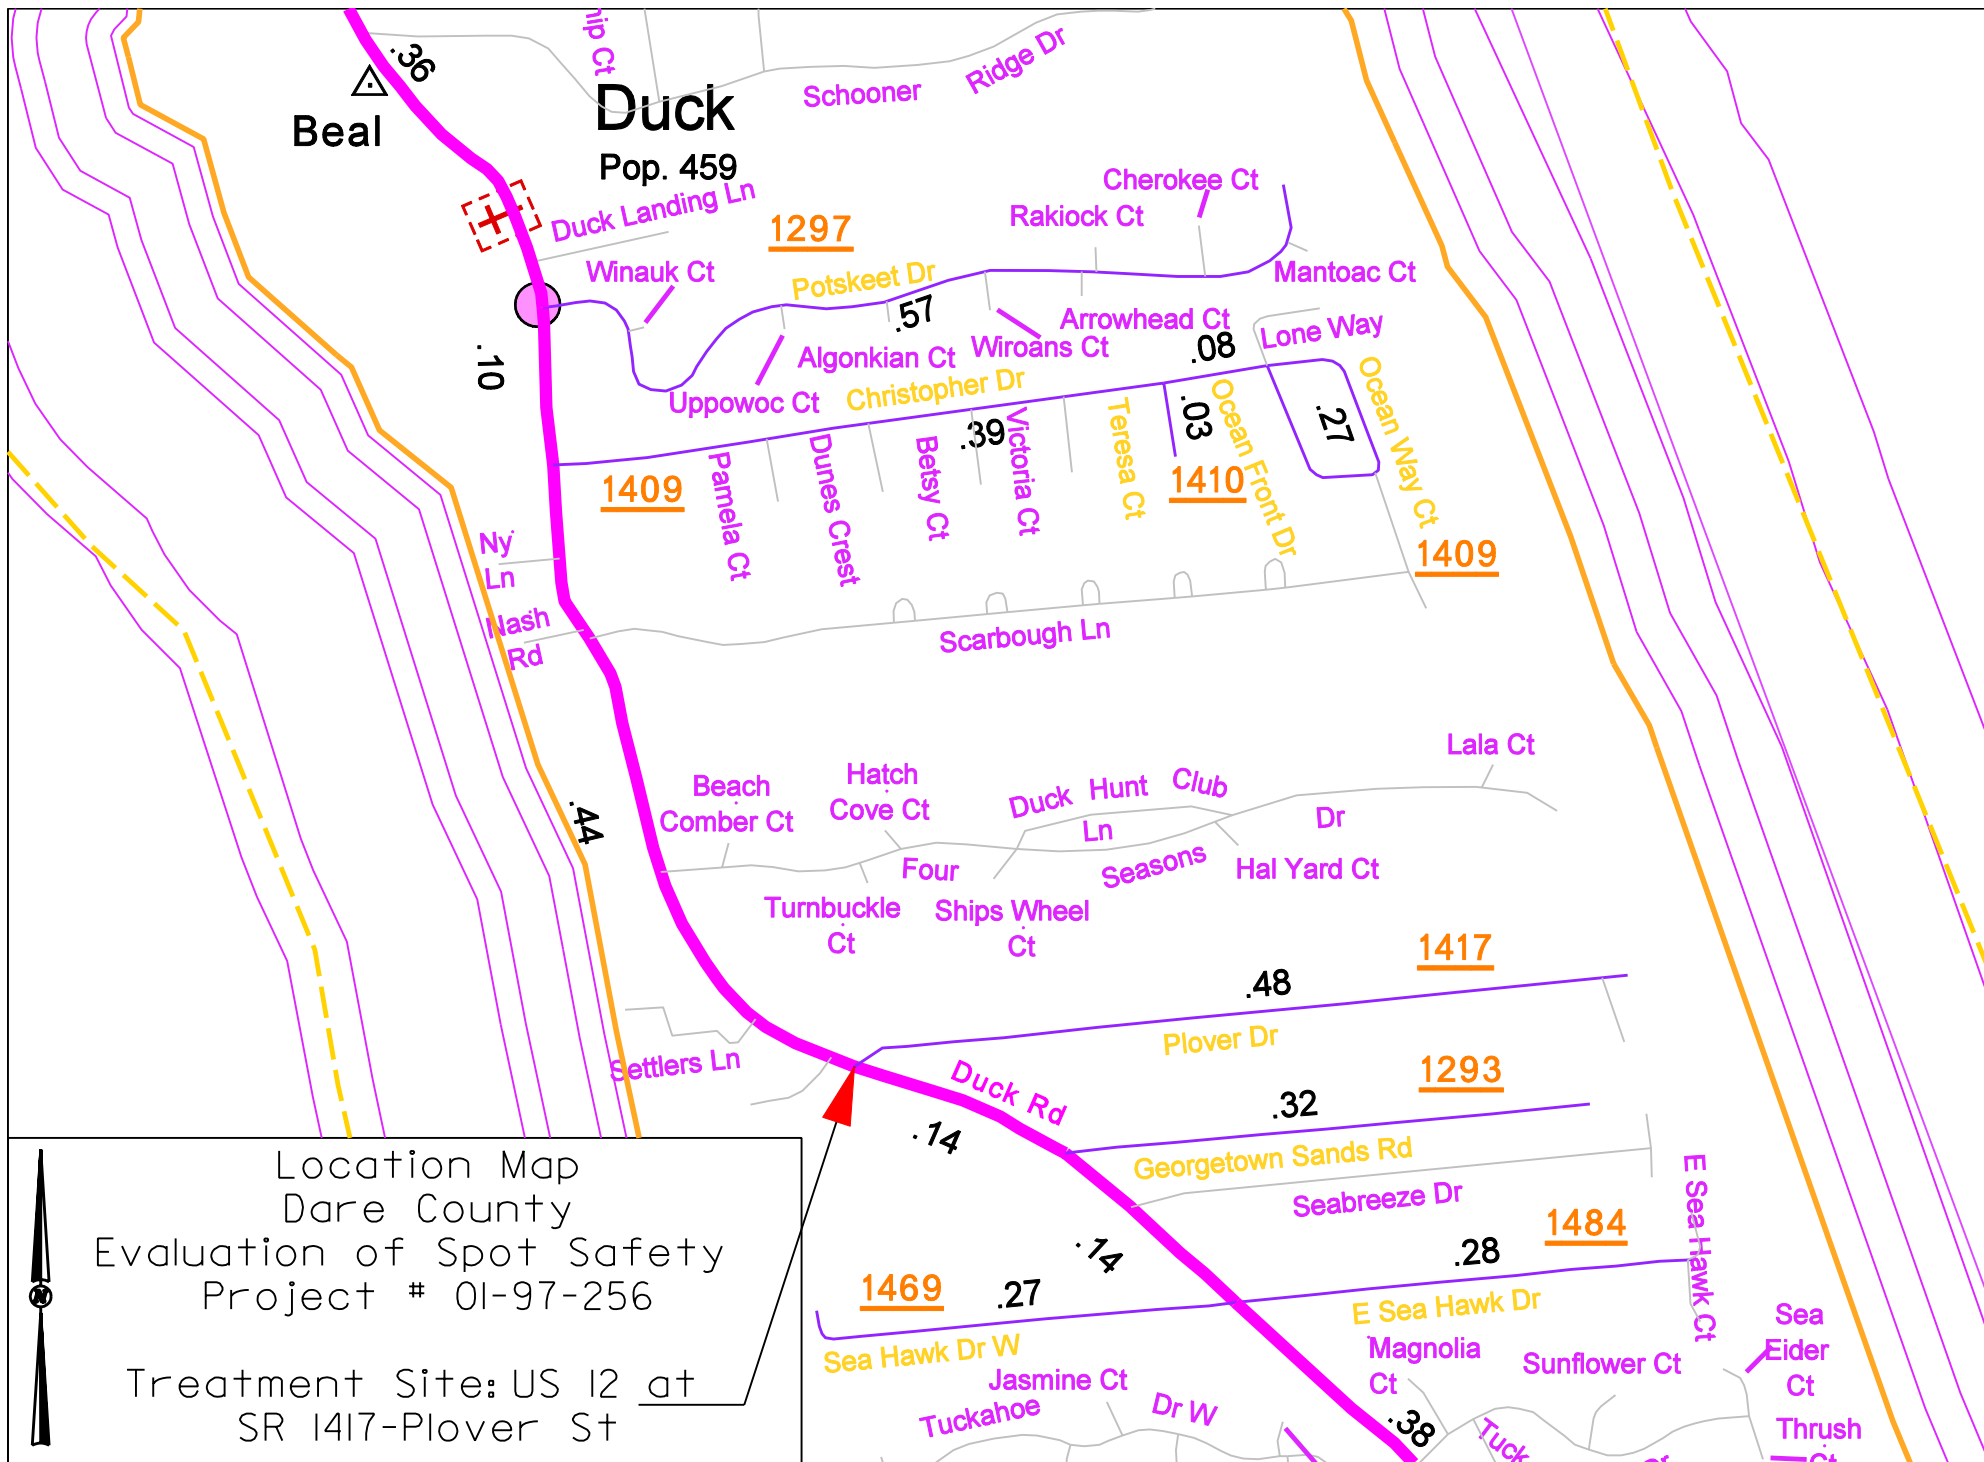 .36
Ct
Ridge Dr
Schooner
Duck
Beal
Pop. 459
Cherokee Ct
Duck Landing Ln
Rakiock Ct
1297
Winauk Ct
Potskeet Dr
Mantoac Ct
.57
Arrowhead Ct
Lone Way
.10
Algonkian Ct
Wiroans Ct
.08
Uppowoc Ct
Christopher Dr
Ocean Way Ct
.03
.27
.39
Ocean Front Dr
Teresa Ct
Victoria Ct
Betsy Ct
Dunes Crest
Pamela Ct
1409
1410
Ny
Ln
1409
Nash
Rd
Scarbough Ln
Lala Ct
Beach
Comber Ct
Hatch
Cove Ct
Duck Hunt Club
Ln
Dr
.44
Four
Seasons
Hal Yard Ct
Turnbuckle
Ct
Ships Wheel
Ct
1417
.48
Plover Dr
Settlers Ln
Duck Rd
1293
.32
.14
Georgetown Sands Rd
Seabreeze Dr
E Sea Hawk Ct
1484
.14
.28
1469
.27
E Sea Hawk Dr
Sea Hawk Dr W
Magnolia
Ct
Sunflower Ct
Sea
Eider
Ct
Jasmine Ct
Tuckahoe
Dr W
.38
Tuck
Thrush
Ct
Location Map
Dare County
Evaluation of Spot Safety
Project # 01-97-256
Treatment Site: US 12 at
SR 1417-Plover St
N